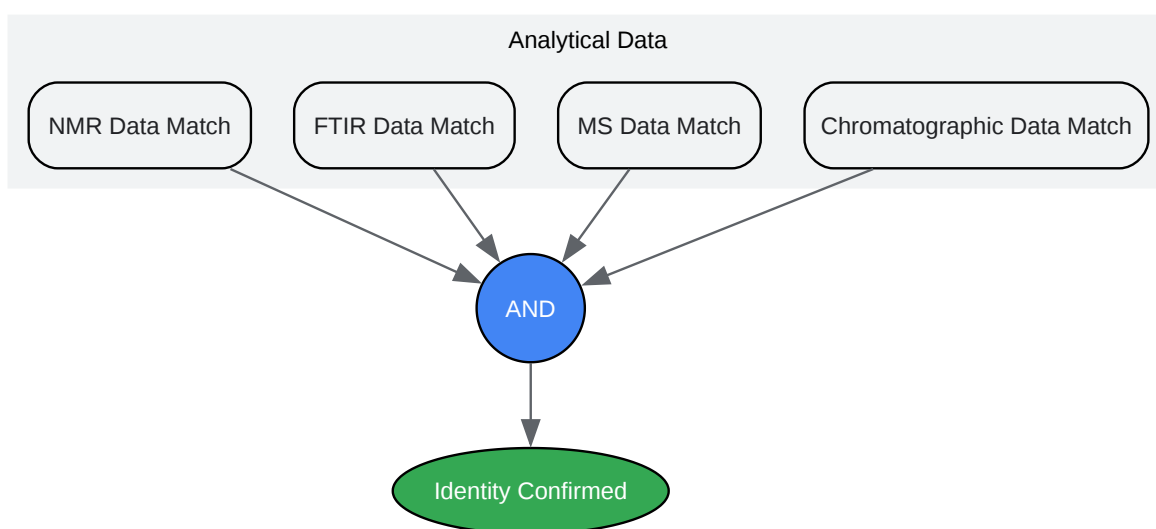 Analytical Data
NMR Data Match
FTIR Data Match
MS Data Match
Chromatographic Data Match
AND
Identity Confirmed